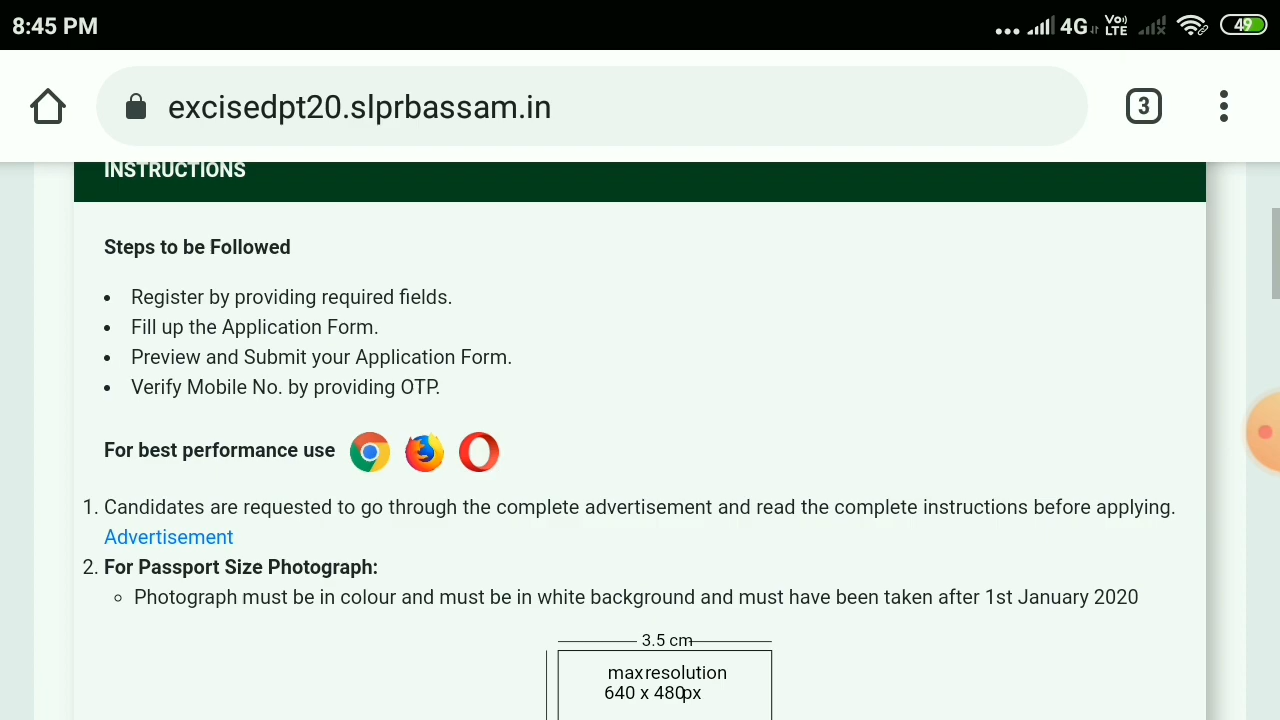 8:45 PM
4G Vo)) LTE 49
excisedpt20.slprbassam.in
3
INSTRUCTIONS
Steps to be Followed
• Register by providing required fields.
• Fill up the Application Form.
• Preview and Submit your Application Form.
• Verify Mobile No. by providing OTP.
For best performance use
1. Candidates are requested to go through the complete advertisement and read the complete instructions before applying.
Advertisement
2. For Passport Size Photograph:
◦ Photograph must be in colour and must be in white background and must have been taken after 1st January 2020
3.5 cm
max resolution
640 x 480px